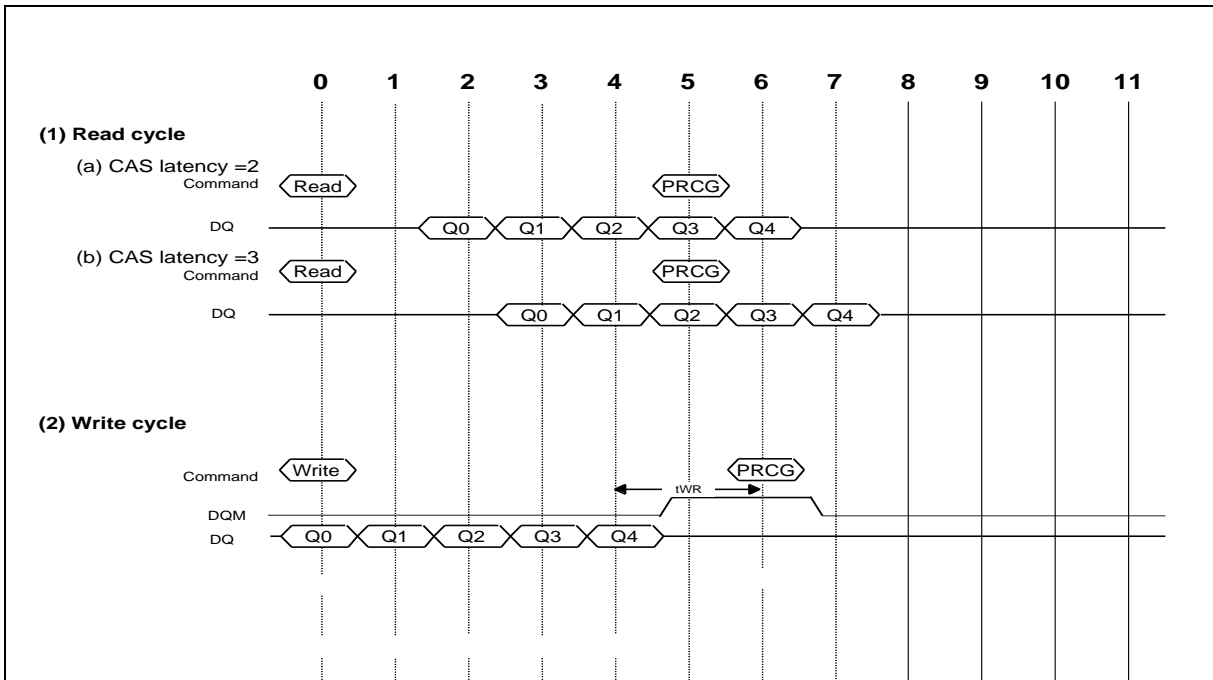 0 1 2 3 4 5 6 7 8 9 10 11
(1) Read cycle
(a) CAS latency =2
Command Read PRCG
DQ Q0 Q1 Q2 Q3 Q4
(b) CAS latency =3
Command Read PRCG
DQ Q0 Q1 Q2 Q3 Q4
(2) Write cycle
Command Write PRCG
tWR
DQM
DQ Q0 Q1 Q2 Q3 Q4